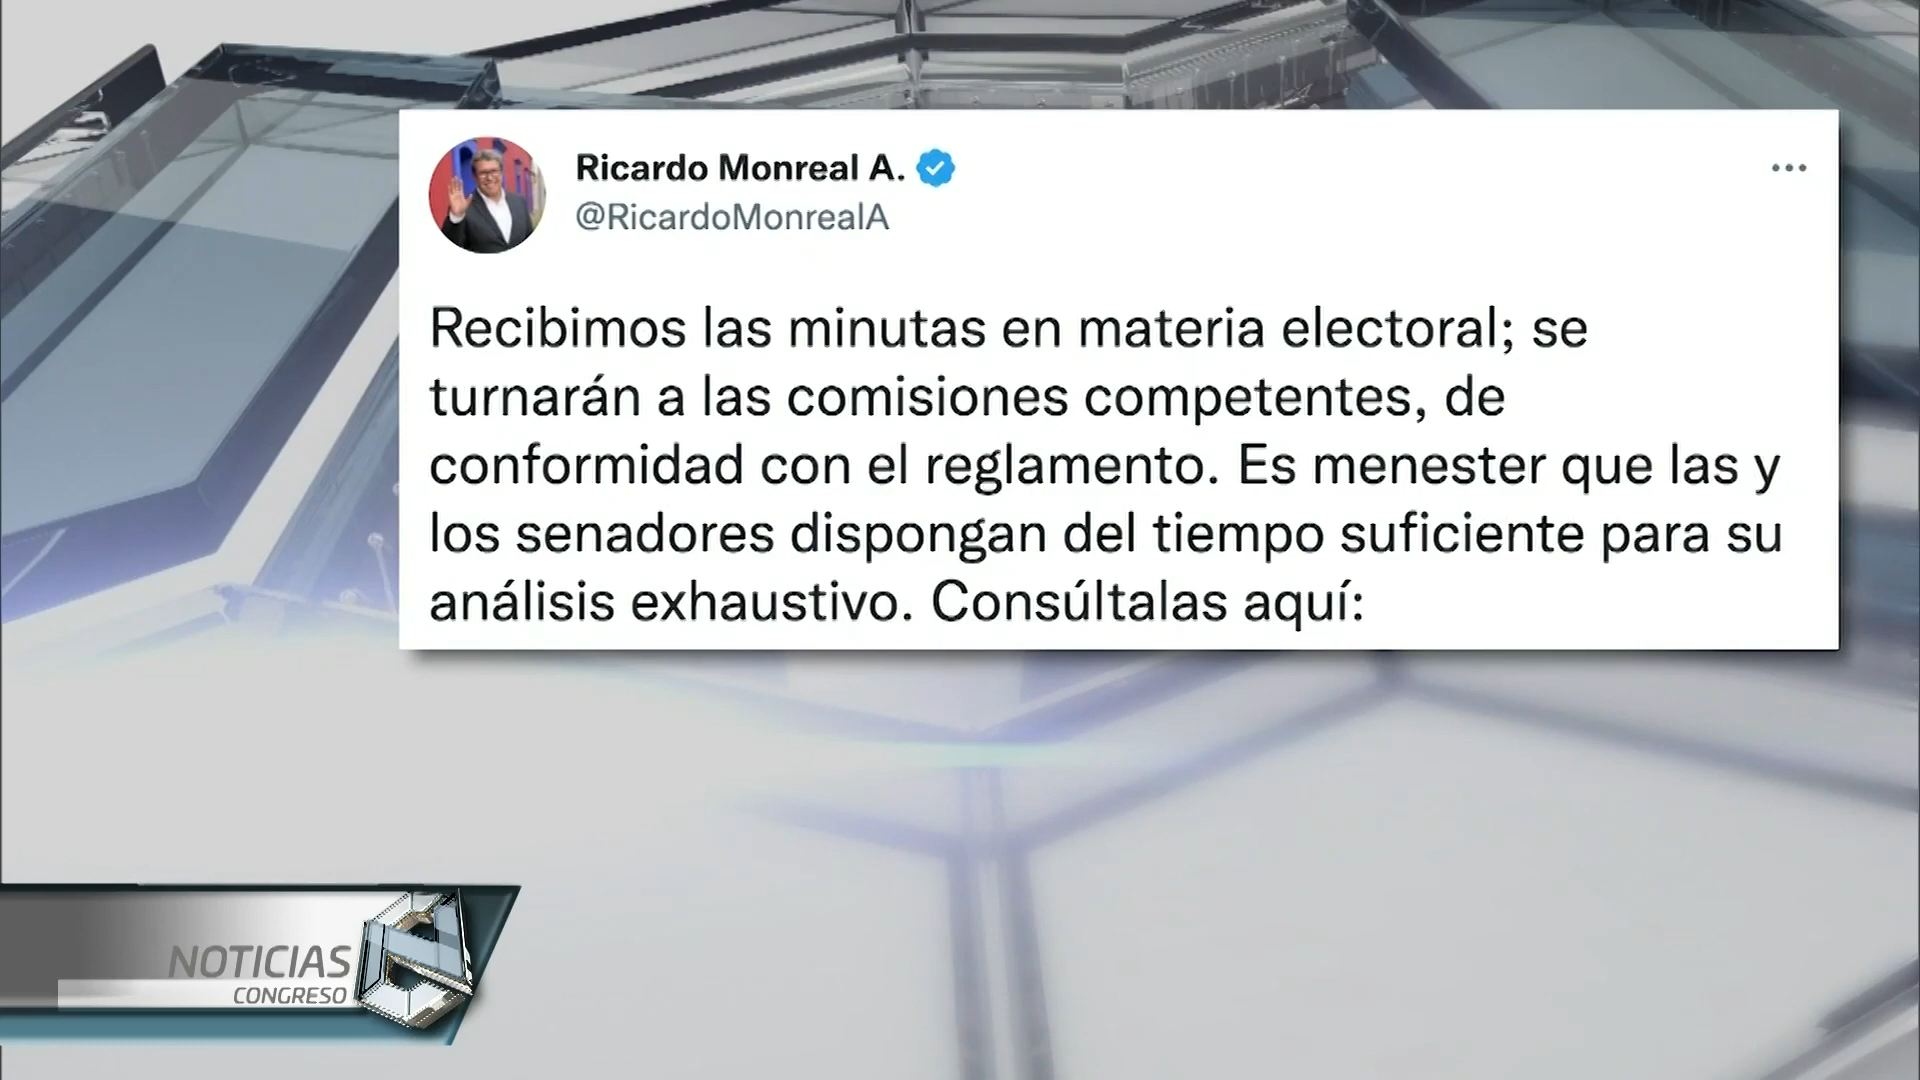 Ricardo Monreal A.
@RicardoMonrealA
Recibimos las minutas en materia electoral; se
turnarán a las comisiones competentes, de
conformidad con el reglamento. Es menester que las y
los senadores dispongan del tiempo suficiente para su
análisis exhaustivo. Consúltalas aquí:
NOTICIAS
CONGRESO